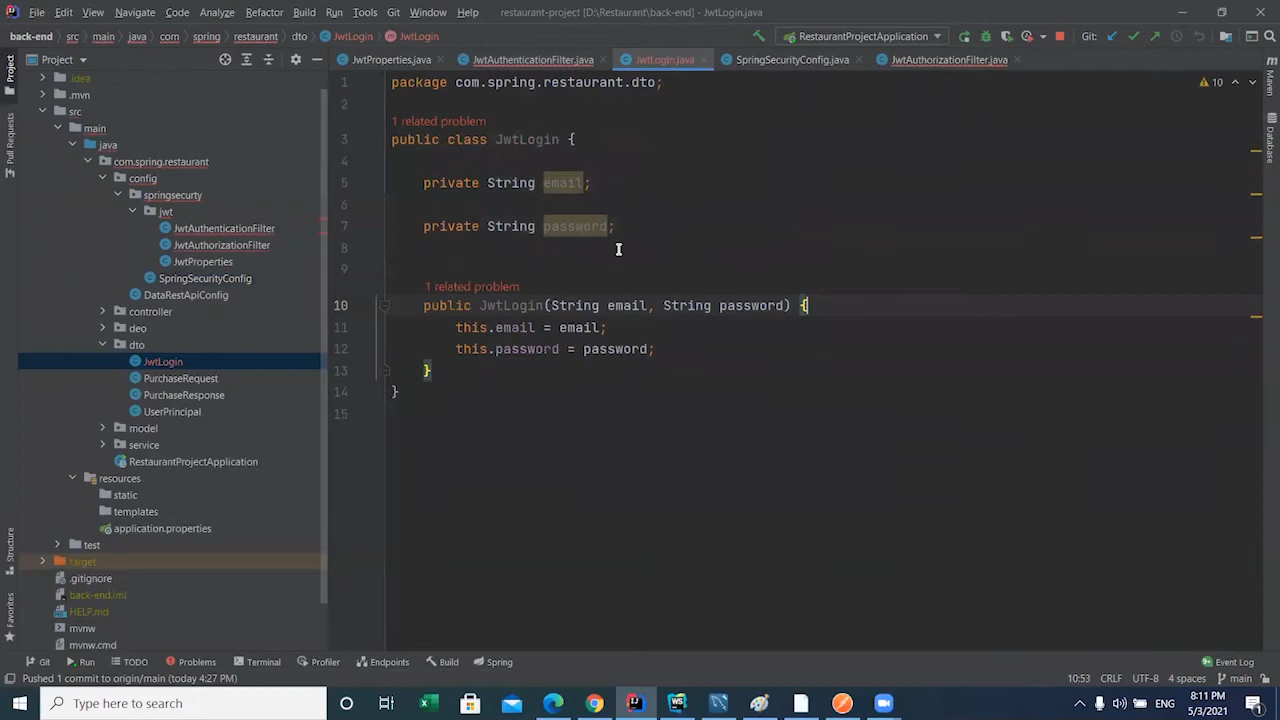 File Edit View Navigate Code Analyze Refactor Build Run Tools Git Window Help restaurant-project [D:\Restaurant\back-end] - JwtLogin.java
back-end src main java com spring restaurant dto JwtLogin JwtLogin RestaurantProjectApplication Git:
Project JwtProperties.java JwtAuthenticationFilter.java JwtLogin.java SpringSecurityConfig.java JwtAuthorizationFilter.java
Project
Pull Requests
Structure
Favorites
Maven
Database
.idea
.mvn
src
main
java
com.spring.restaurant
config
springsecurty
jwt
JwtAuthenticationFilter
JwtAuthorizationFilter
JwtProperties
SpringSecurityConfig
DataRestApiConfig
controller
deo
dto
JwtLogin
PurchaseRequest
PurchaseResponse
UserPrincipal
model
service
RestaurantProjectApplication
resources
static
templates
application.properties
test
target
.gitignore
back-end.iml
HELP.md
mvnw
mvnw.cmd
10
1 package com.spring.restaurant.dto;
2
1 related problem
3 public class JwtLogin {
4
5 private String email;
6
7 private String password;
8
9
1 related problem
10 public JwtLogin(String email, String password) {
11 this.email = email;
12 this.password = password;
13 }
14 }
15
Git Run TODO Problems Terminal Profiler Endpoints Build Spring Event Log
Pushed 1 commit to origin/main (today 4:27 PM) 10:53 CRLF UTF-8 4 spaces main
Type here to search ENG 8:11 PM
5/3/2021